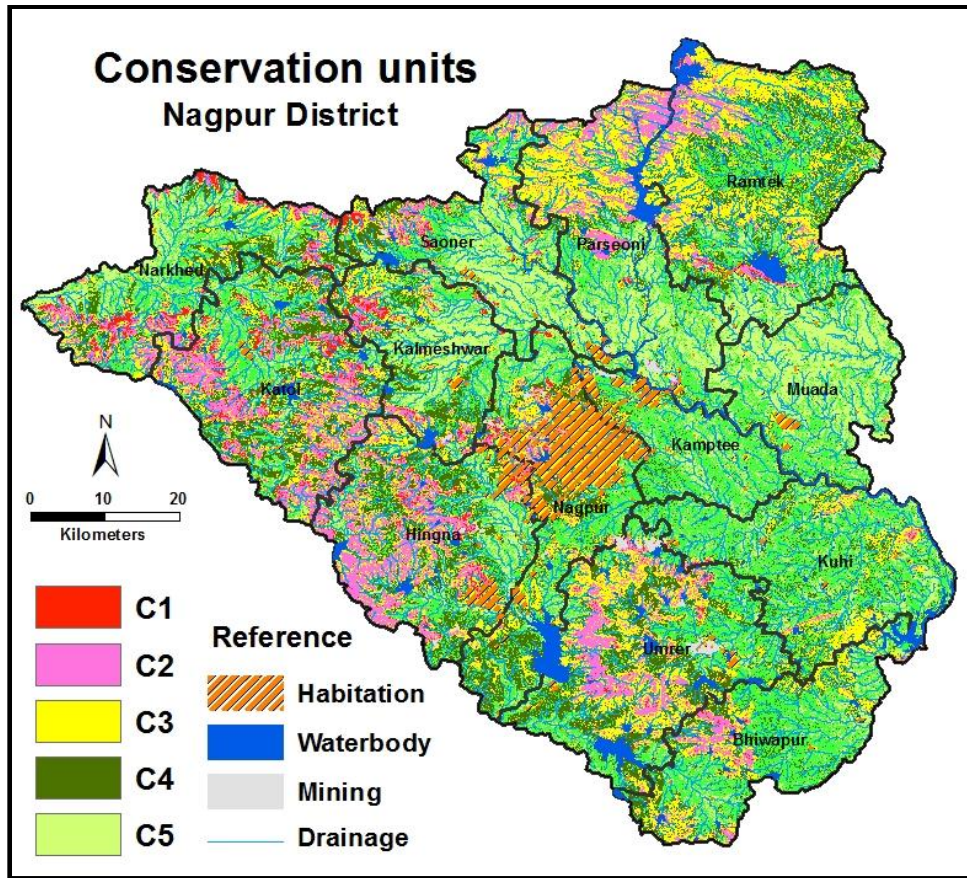 Conservation units
Nagpur District
Ramtek
Saoner
Parseoni
Narkhed
Kalmeshwar
Katol
Muada
Kamptee
Nagpur
Hingna
Kuhi
Umrer
Bhiwapur
N
0 10 20
Kilometers
C1
C2
C3
C4
C5
Reference
Habitation
Waterbody
Mining
Drainage